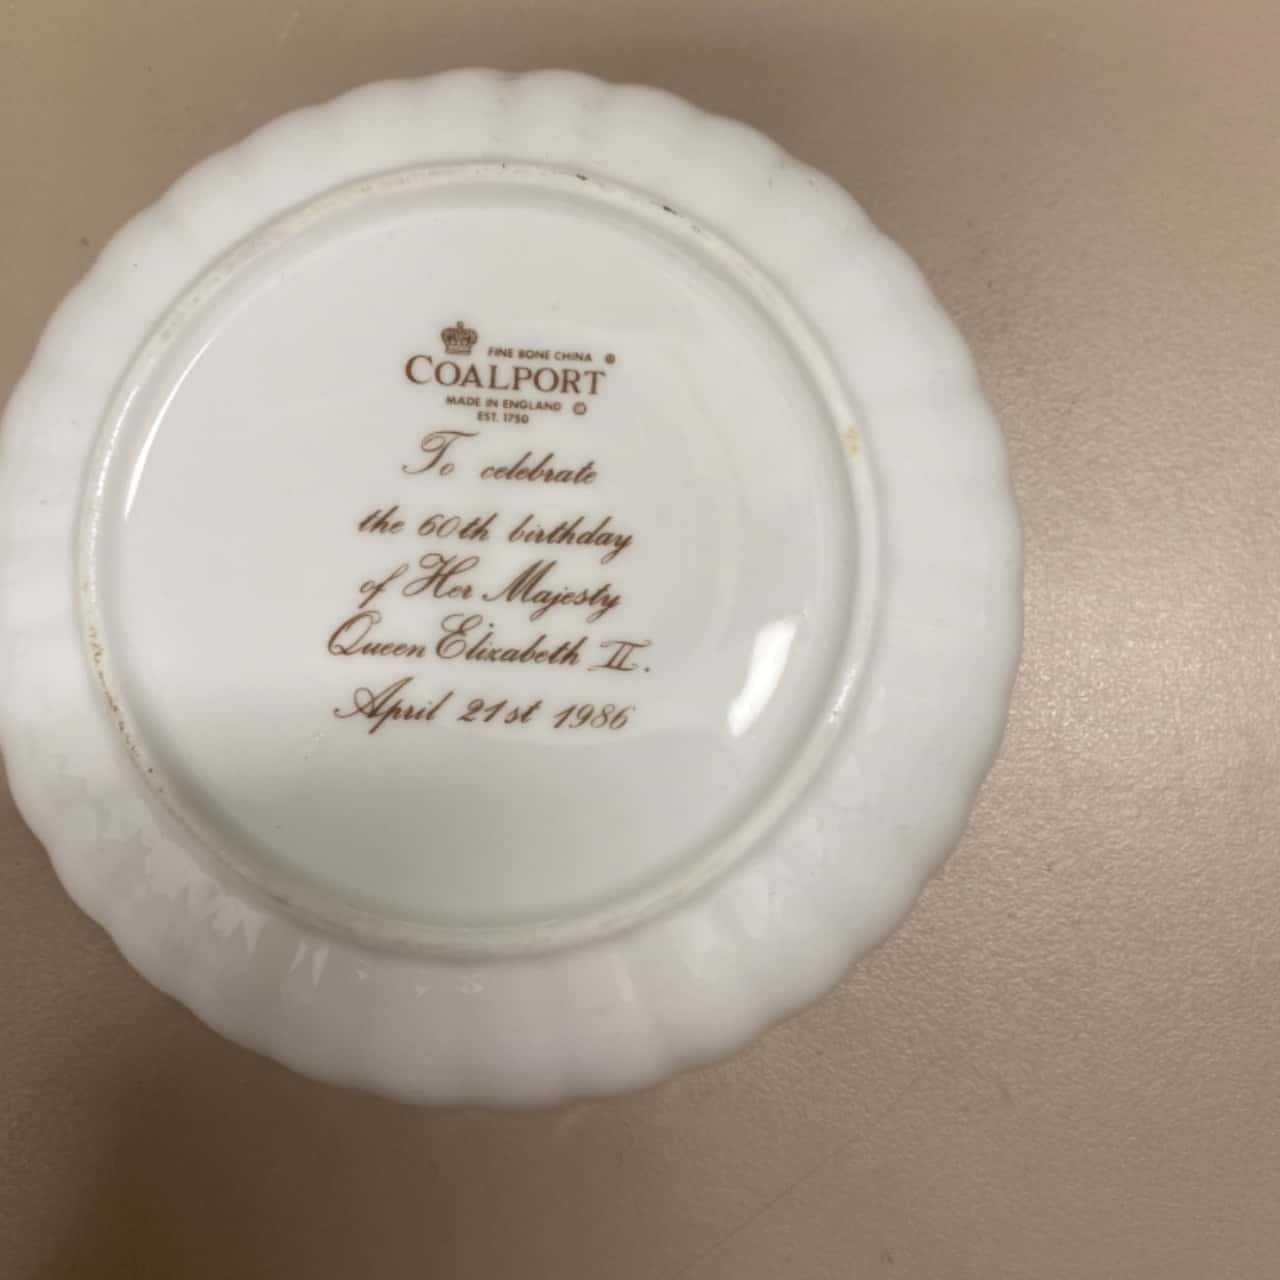 FINE BONE CHINA ®
COALPORT
MADE IN ENGLAND ©
EST. 1750
To celebrate
the 60th birthday
of Her Majesty
Queen Elizabeth II.
April 21st 1986